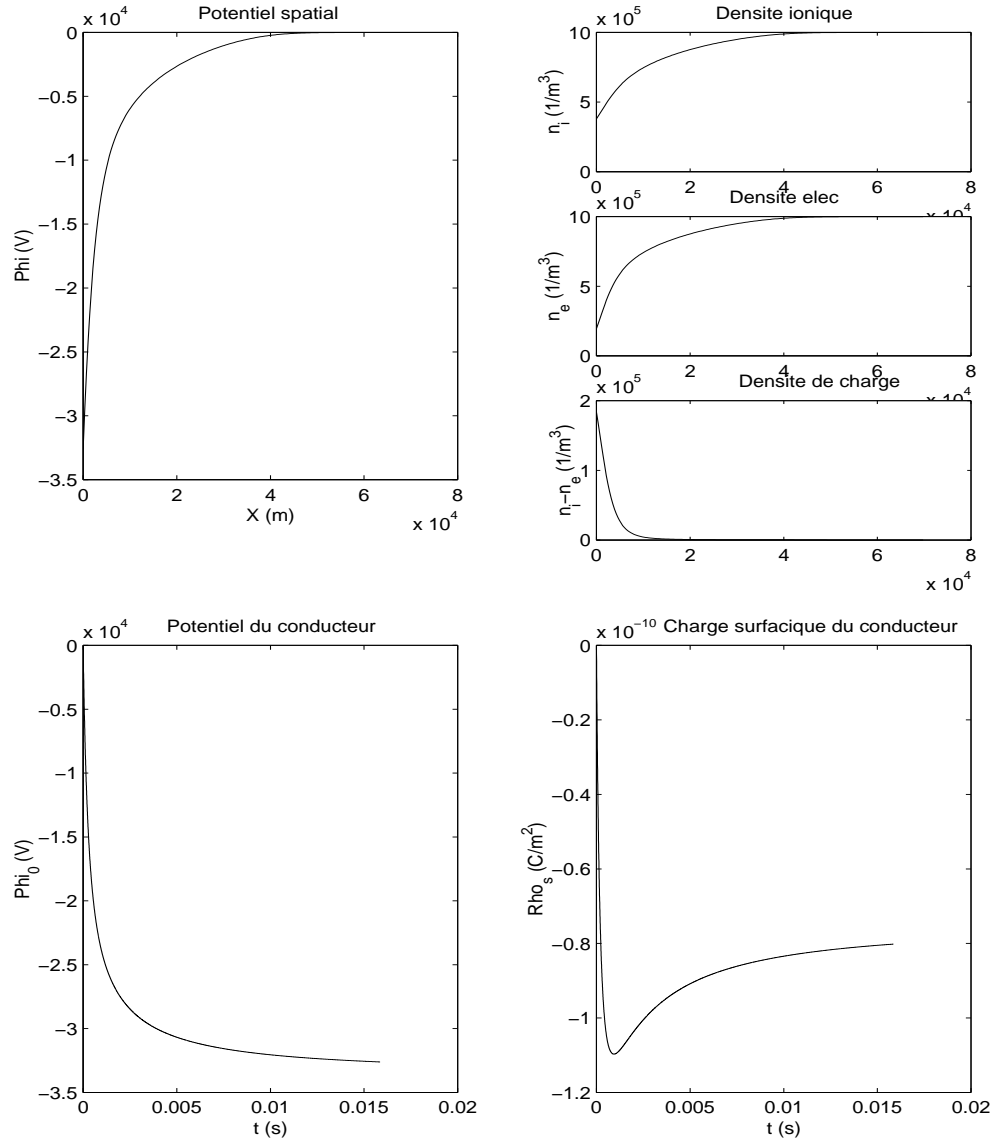 Potentiel spatial
x 10^4
0
−0.5
−1
−1.5
−2
−2.5
−3
−3.5
Phi (V)
0 2 4 6 8
X (m)
x 10^4
Densite ionique
x 10^5
10
5
0
n_i (1/m^3)
0 2 4 6 8
x 10^4
Densite elec
x 10^5
10
5
0
n_e (1/m^3)
0 2 4 6 8
x 10^4
Densite de charge
x 10^5
2
1
0
n_i−n_e (1/m^3)
0 2 4 6 8
x 10^4
Potentiel du conducteur
x 10^4
0
−0.5
−1
−1.5
−2
−2.5
−3
−3.5
Phi_0 (V)
0 0.005 0.01 0.015 0.02
t (s)
Charge surfacique du conducteur
x 10^−10
0
−0.2
−0.4
−0.6
−0.8
−1
−1.2
Rho_s (C/m^2)
0 0.005 0.01 0.015 0.02
t (s)